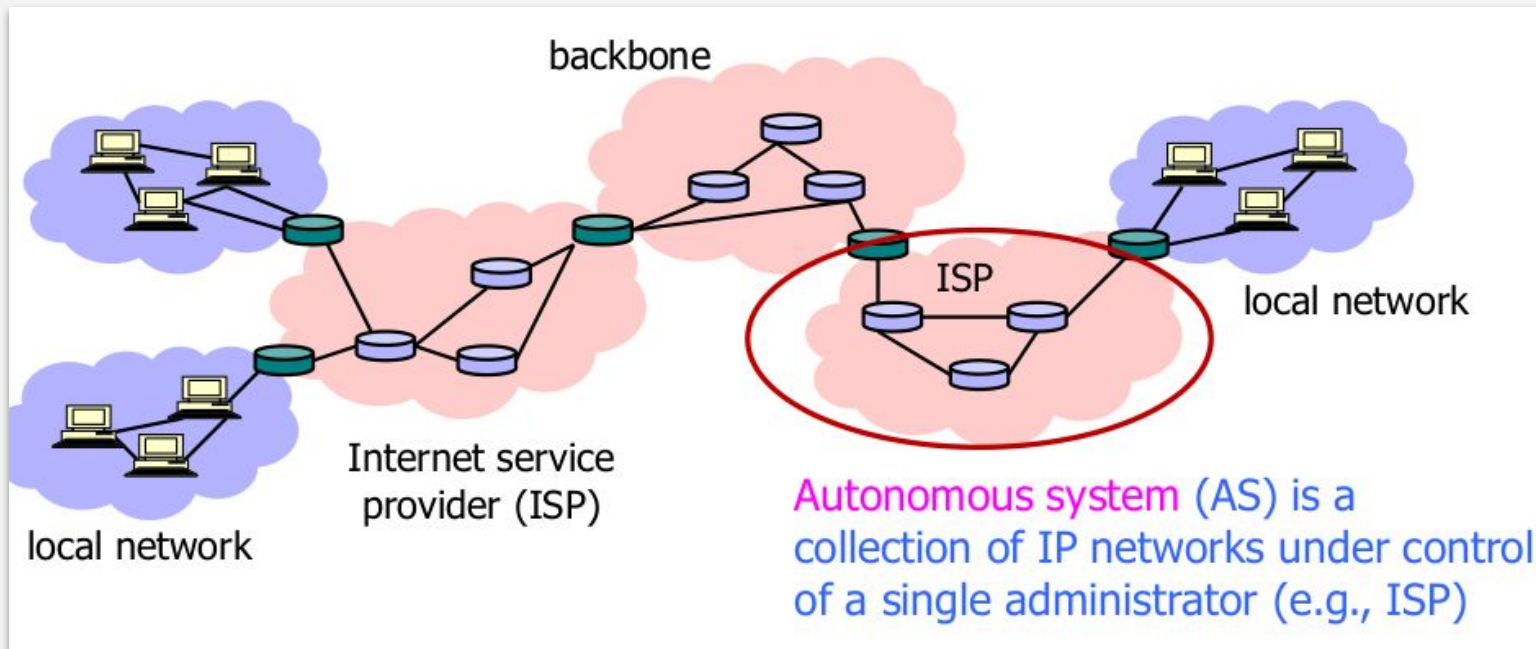 backbone
ISP
local network
Internet service
provider (ISP)
local network
Autonomous system (AS) is a
collection of IP networks under control
of a single administrator (e.g., ISP)